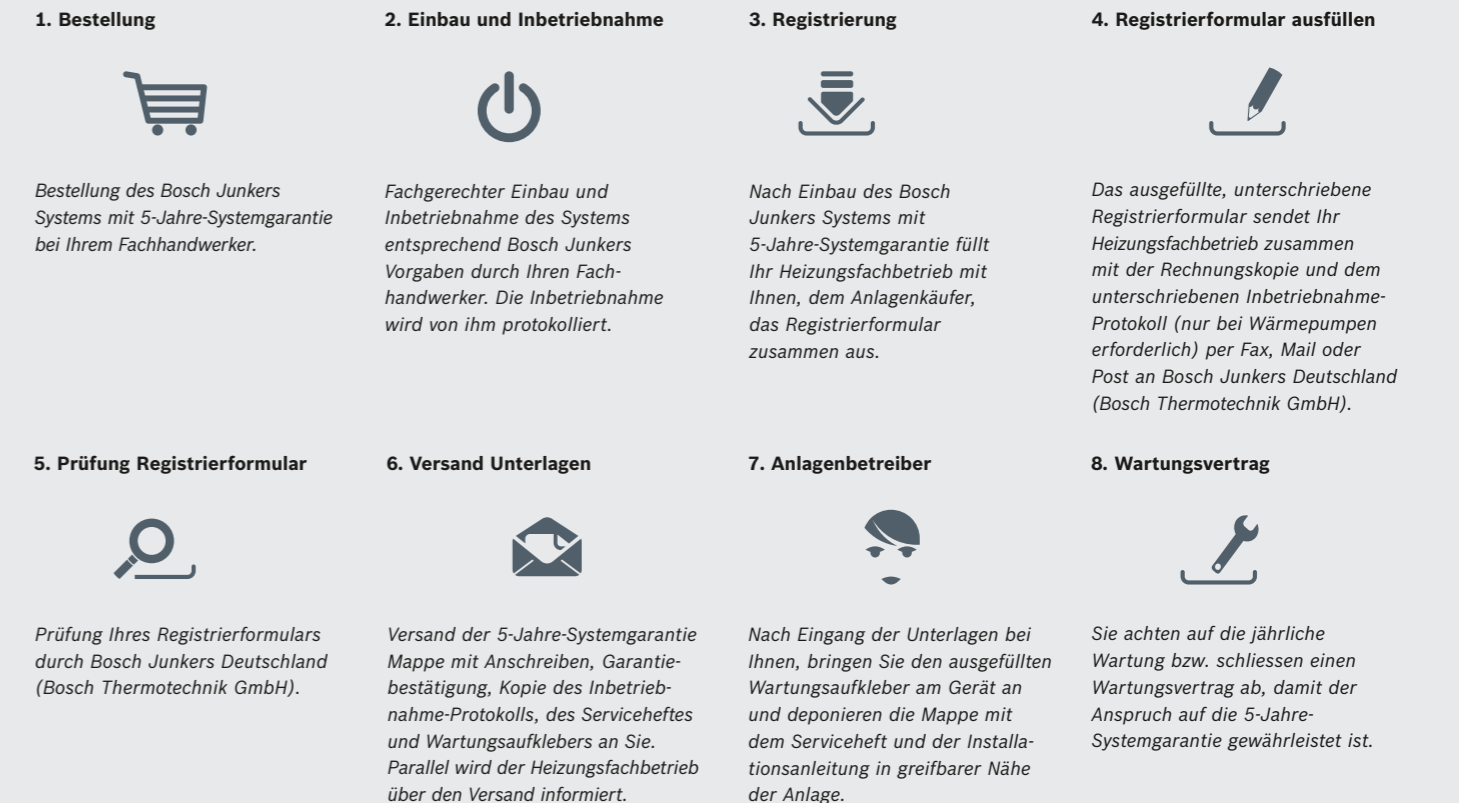 1. Bestellung
Bestellung des Bosch Junkers
Systems mit 5-Jahre-Systemgarantie
bei Ihrem Fachhandwerker.
2. Einbau und Inbetriebnahme
Fachgerechter Einbau und
Inbetriebnahme des Systems
entsprechend Bosch Junkers
Vorgaben durch Ihren Fach-
handwerker. Die Inbetriebnahme
wird von ihm protokolliert.
3. Registrierung
Nach Einbau des Bosch
Junkers Systems mit
5-Jahre-Systemgarantie füllt
Ihr Heizungsfachbetrieb mit
Ihnen, dem Anlagenkäufer,
das Registrierformular
zusammen aus.
4. Registrierformular ausfüllen
Das ausgefüllte, unterschriebene
Registrierformular sendet Ihr
Heizungsfachbetrieb zusammen
mit der Rechnungskopie und dem
unterschriebenen Inbetriebnahme-
Protokoll (nur bei Wärmepumpen
erforderlich) per Fax, Mail oder
Post an Bosch Junkers Deutschland
(Bosch Thermotechnik GmbH).
5. Prüfung Registrierformular
Prüfung Ihres Registrierformulars
durch Bosch Junkers Deutschland
(Bosch Thermotechnik GmbH).
6. Versand Unterlagen
Versand der 5-Jahre-Systemgarantie
Mappe mit Anschreiben, Garantie-
bestätigung, Kopie des Inbetrieb-
nahme-Protokolls, des Serviceheftes
und Wartungsaufklebers an Sie.
Parallel wird der Heizungsfachbetrieb
über den Versand informiert.
7. Anlagenbetreiber
Nach Eingang der Unterlagen bei
Ihnen, bringen Sie den ausgefüllten
Wartungsaufkleber am Gerät an
und deponieren die Mappe mit
dem Serviceheft und der Installa-
tionsanleitung in greifbarer Nähe
der Anlage.
8. Wartungsvertrag
Sie achten auf die jährliche
Wartung bzw. schliessen einen
Wartungsvertrag ab, damit der
Anspruch auf die 5-Jahre-
Systemgarantie gewährleistet ist.